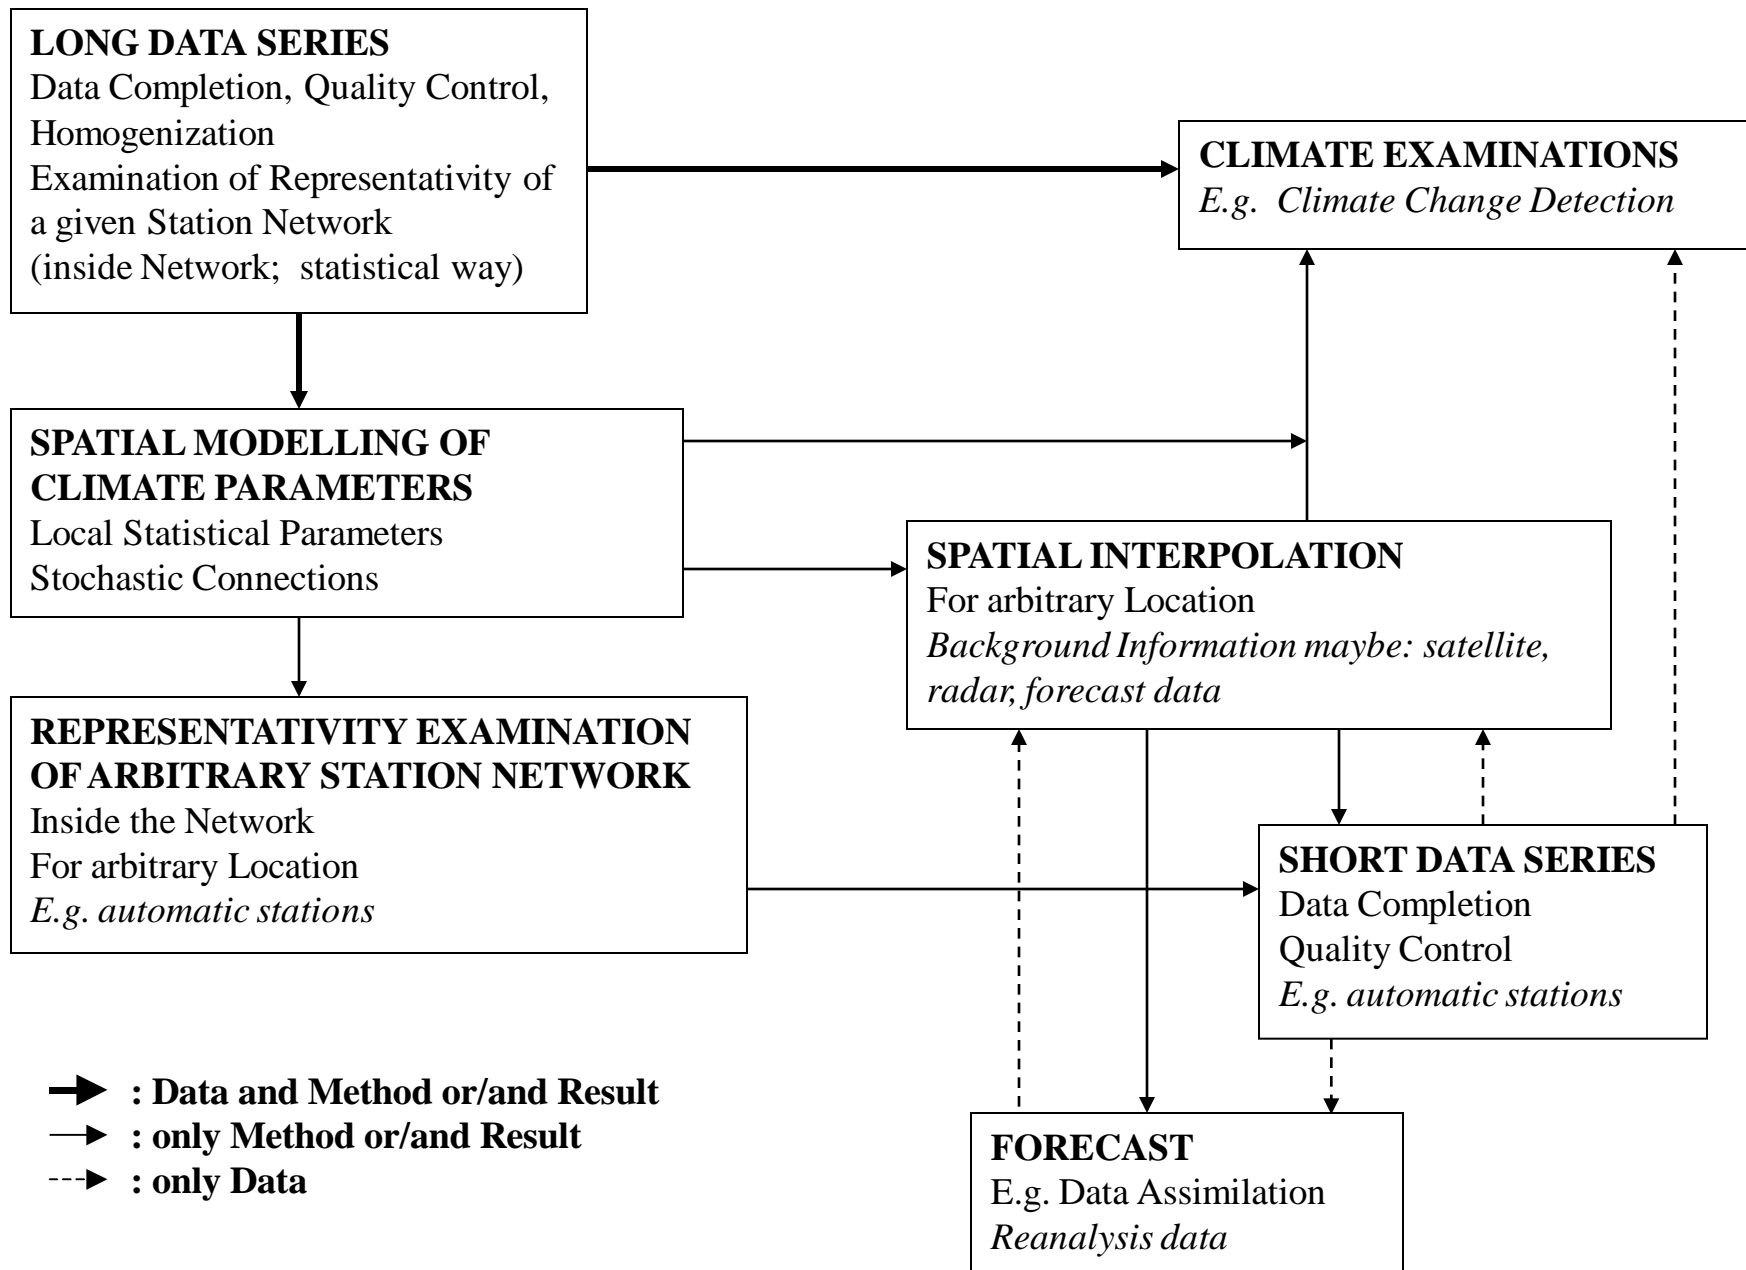 LONG DATA SERIES
Data Completion, Quality Control,
Homogenization
Examination of Representativity of
a given Station Network
(inside Network;  statistical way)
CLIMATE EXAMINATIONS
E.g.  Climate Change Detection
SPATIAL MODELLING OF
CLIMATE PARAMETERS
Local Statistical Parameters
Stochastic Connections
SPATIAL INTERPOLATION
For arbitrary Location
Background Information maybe: satellite,
radar, forecast data
REPRESENTATIVITY EXAMINATION
OF ARBITRARY STATION NETWORK
Inside the Network
For arbitrary Location
E.g. automatic stations
SHORT DATA SERIES
Data Completion
Quality Control
E.g. automatic stations
: Data and Method or/and Result
: only Method or/and Result
: only Data
FORECAST
E.g. Data Assimilation
Reanalysis data